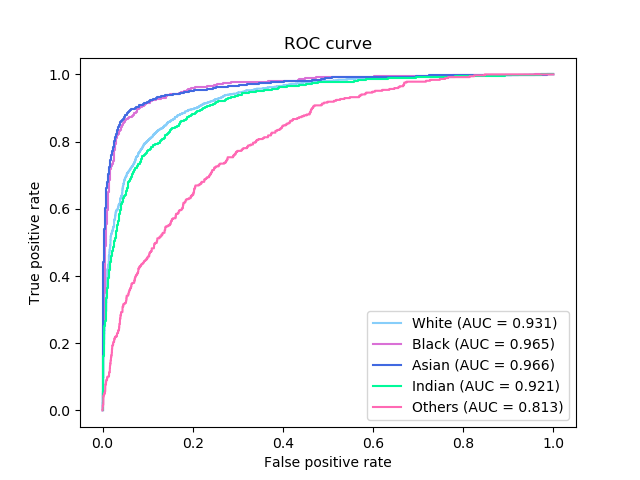 ROC curve
True positive rate
1.0
0.8
0.6
0.4
0.2
0.0
White (AUC = 0.931)
Black (AUC = 0.965)
Asian (AUC = 0.966)
Indian (AUC = 0.921)
Others (AUC = 0.813)
0.0 0.2 0.4 0.6 0.8 1.0
False positive rate